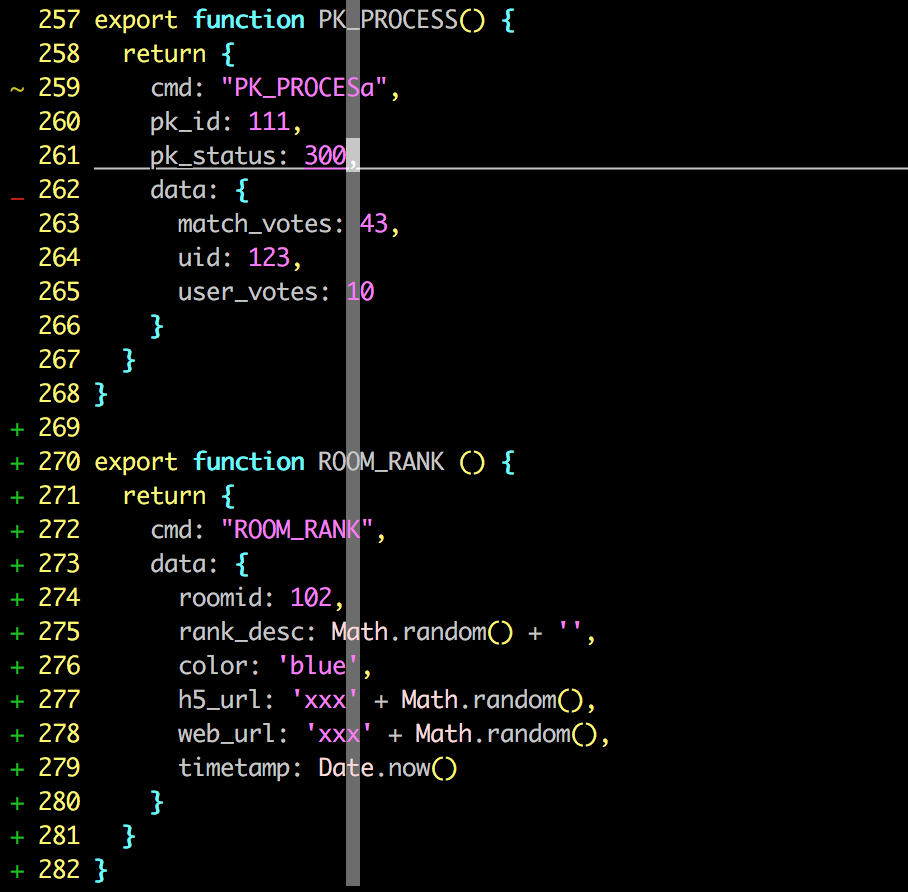 257 export function PK_PROCESS() {
258   return {
~ 259     cmd: "PK_PROCESa",
260     pk_id: 111,
261     pk_status: 300,
_ 262     data: {
263       match_votes: 43,
264       uid: 123,
265       user_votes: 10
266     }
267   }
268 }
+ 269
+ 270 export function ROOM_RANK () {
+ 271   return {
+ 272     cmd: "ROOM_RANK",
+ 273     data: {
+ 274       roomid: 102,
+ 275       rank_desc: Math.random() + '',
+ 276       color: 'blue',
+ 277       h5_url: 'xxx' + Math.random(),
+ 278       web_url: 'xxx' + Math.random(),
+ 279       timetamp: Date.now()
+ 280     }
+ 281   }
+ 282 }